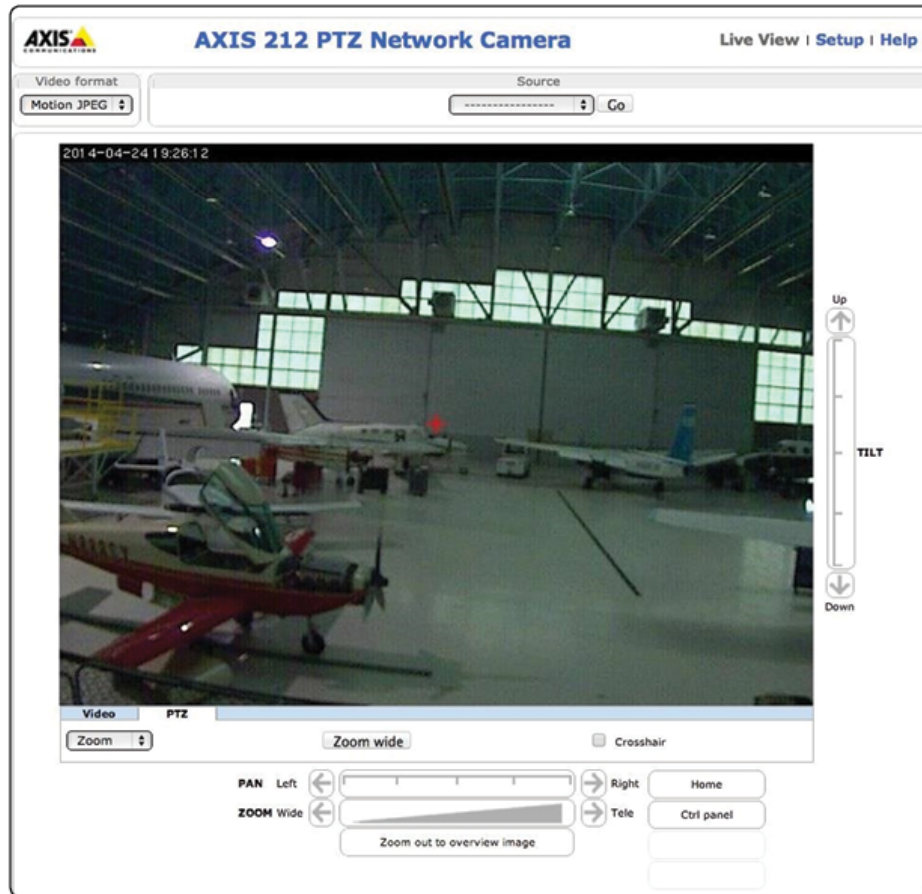 AXIS
COMMUNICATIONS
AXIS 212 PTZ Network Camera
Live View | Setup | Help
Video format
Source
Motion JPEG
----------------
Go
2014-04-24 19:26:12
Up
TILT
Down
Video
PTZ
Zoom
Zoom wide
Crosshair
PAN Left
Right
Home
ZOOM Wide
Tele
Ctrl panel
Zoom out to overview image